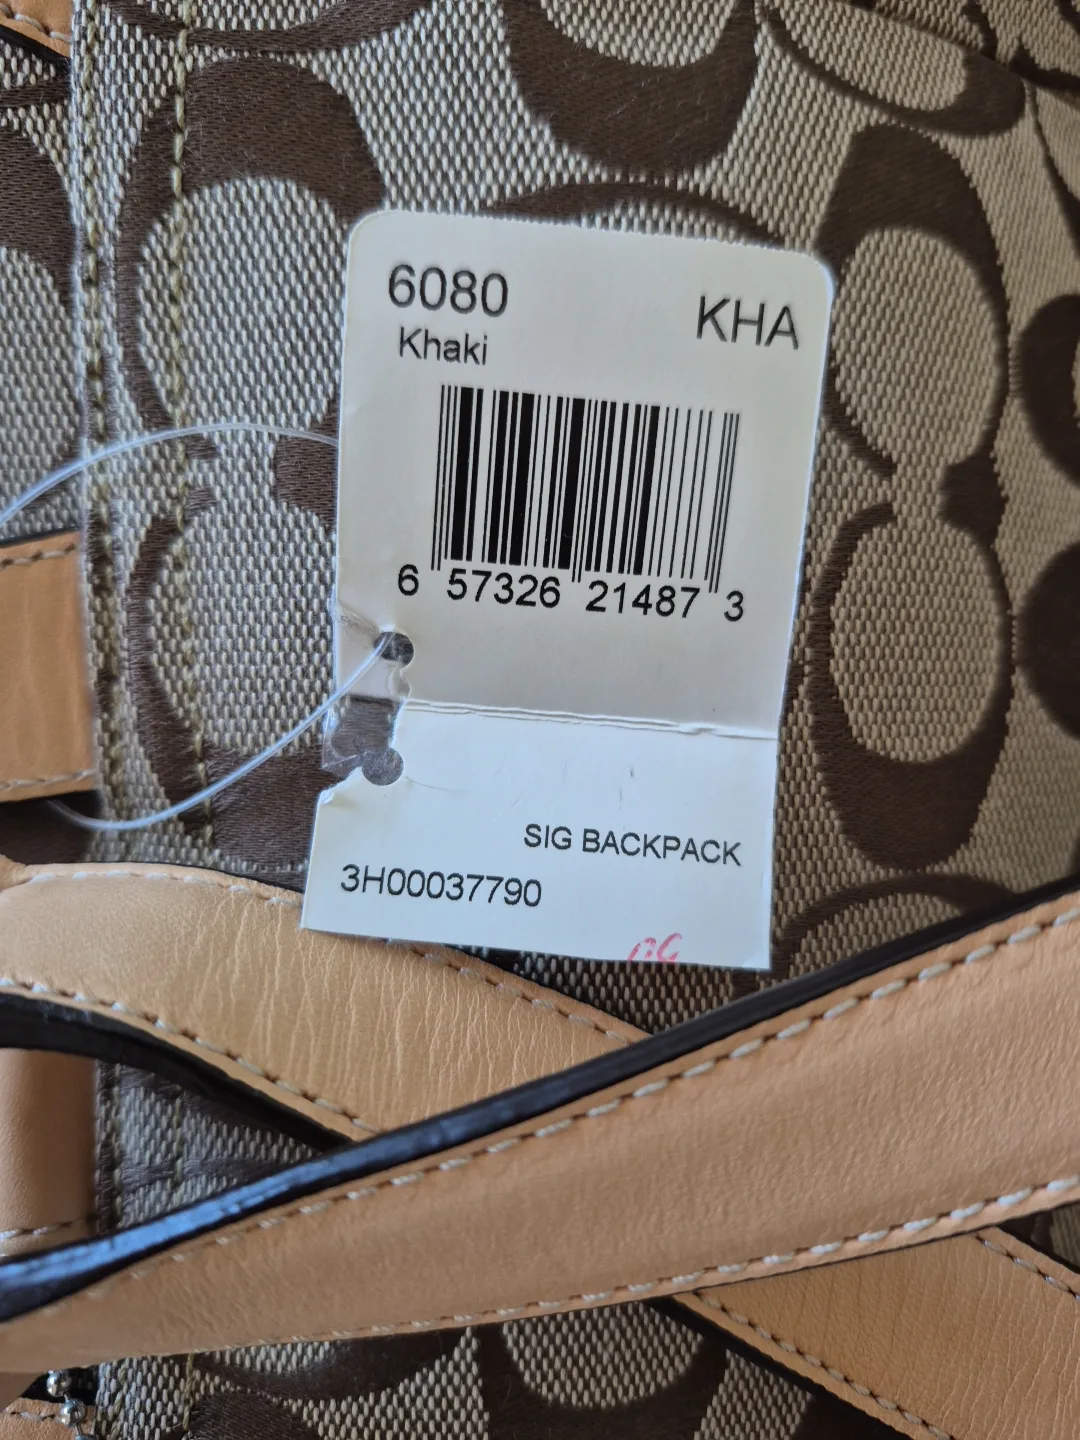 6080 KHA
Khaki
6 57326 21487 3
SIG BACKPACK
3H00037790